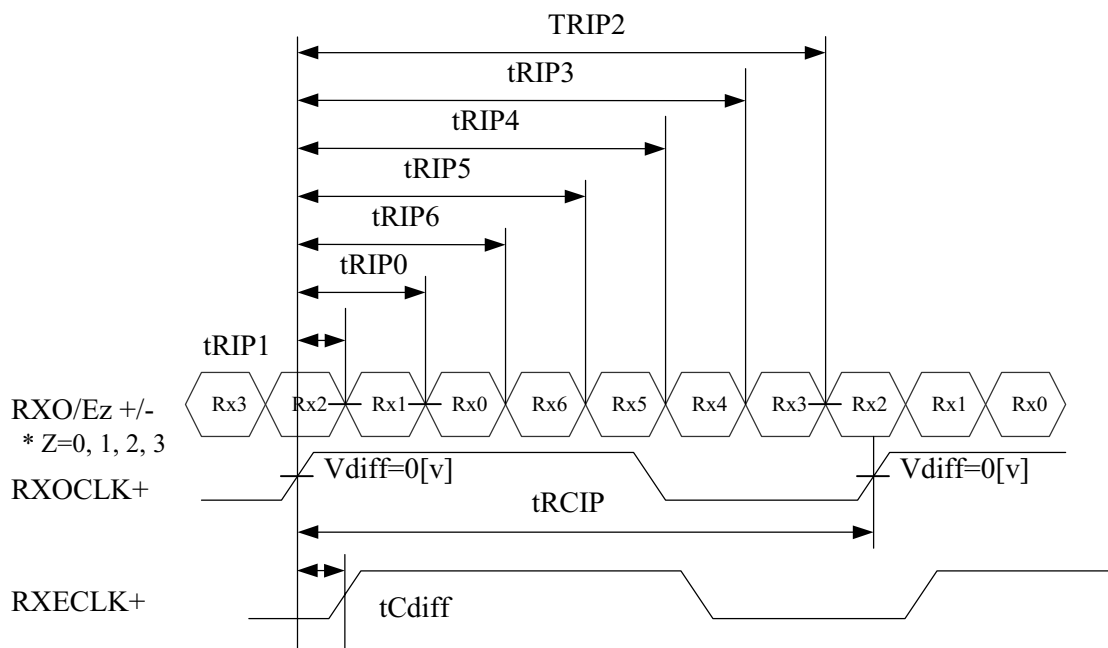 TRIP2
tRIP3
tRIP4
tRIP5
tRIP6
tRIP0
tRIP1
RXO/Ez +/-
Rx3 Rx2 Rx1 Rx0 Rx6 Rx5 Rx4 Rx3 Rx2 Rx1 Rx0
* Z=0, 1, 2, 3
RXOCLK+
Vdiff=0[v] Vdiff=0[v]
tRCIP
RXECLK+
tCdiff